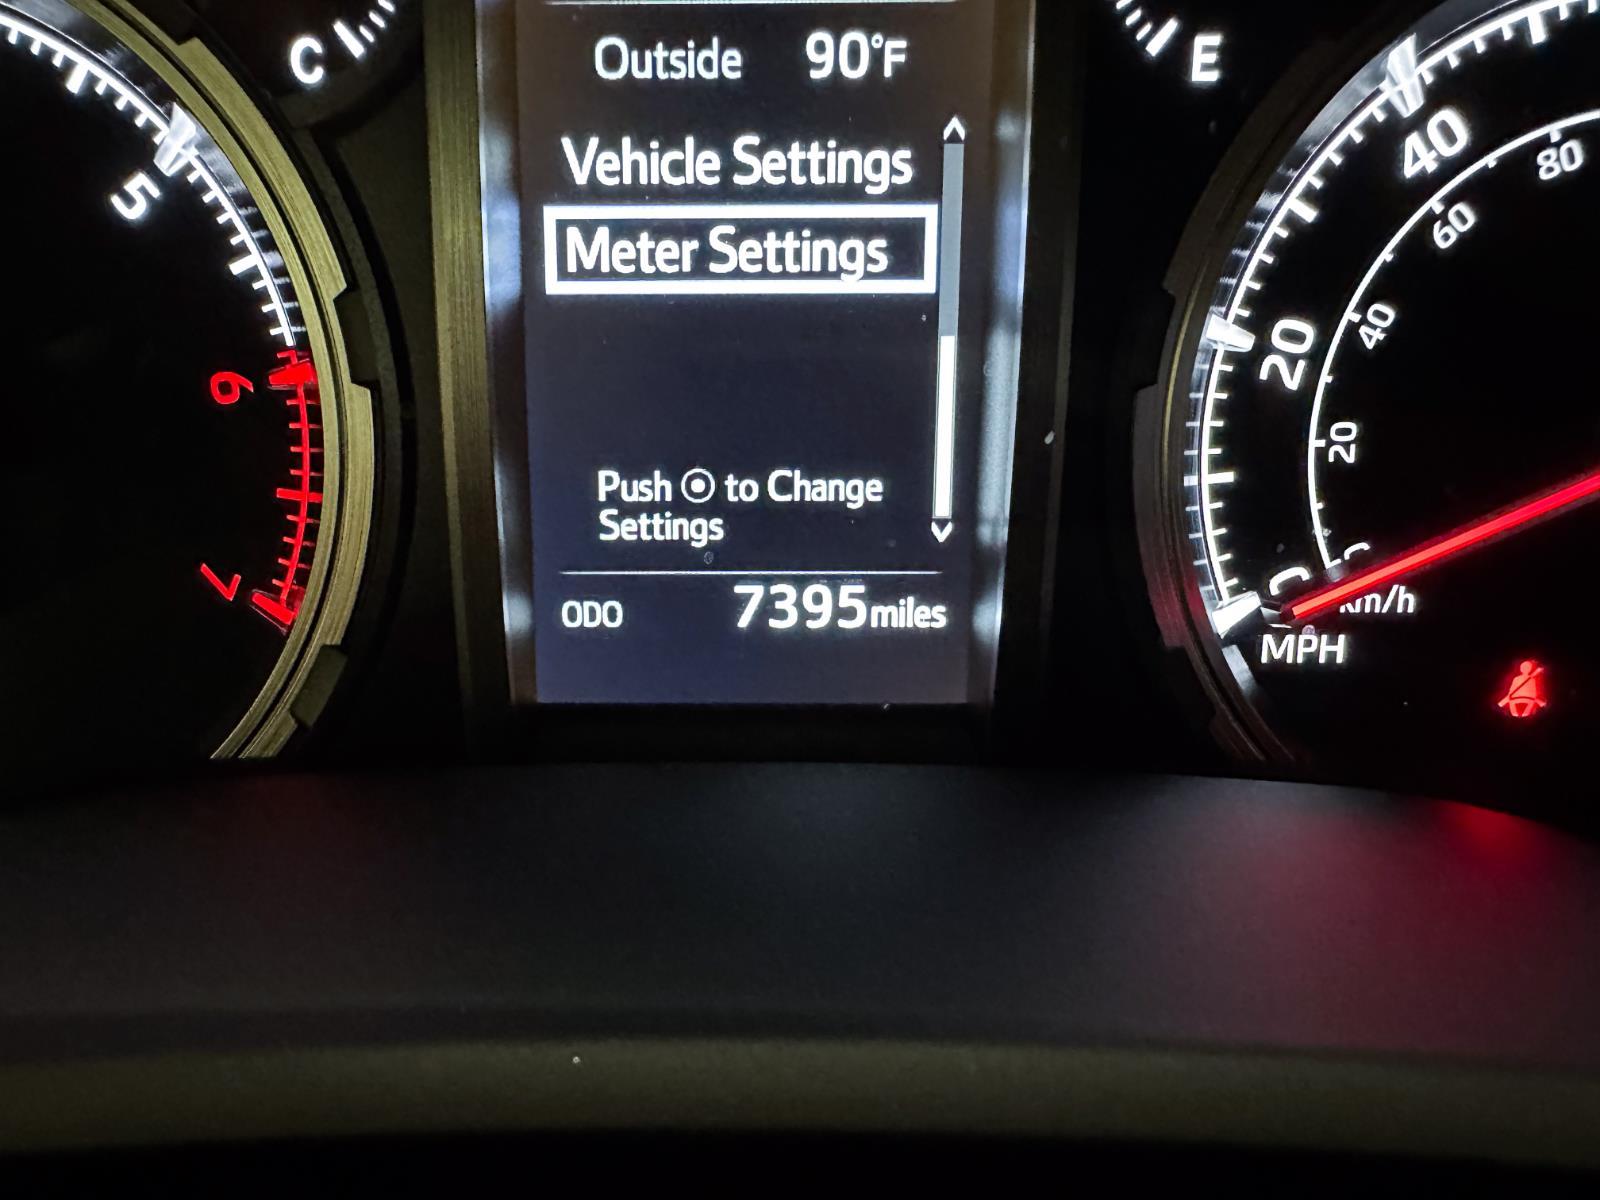 C
E
Outside 90°F
Vehicle Settings
Meter Settings
Push to Change
Settings
ODO 7395 miles
5
6
7
40
20
0
80
60
40
20
km/h
MPH